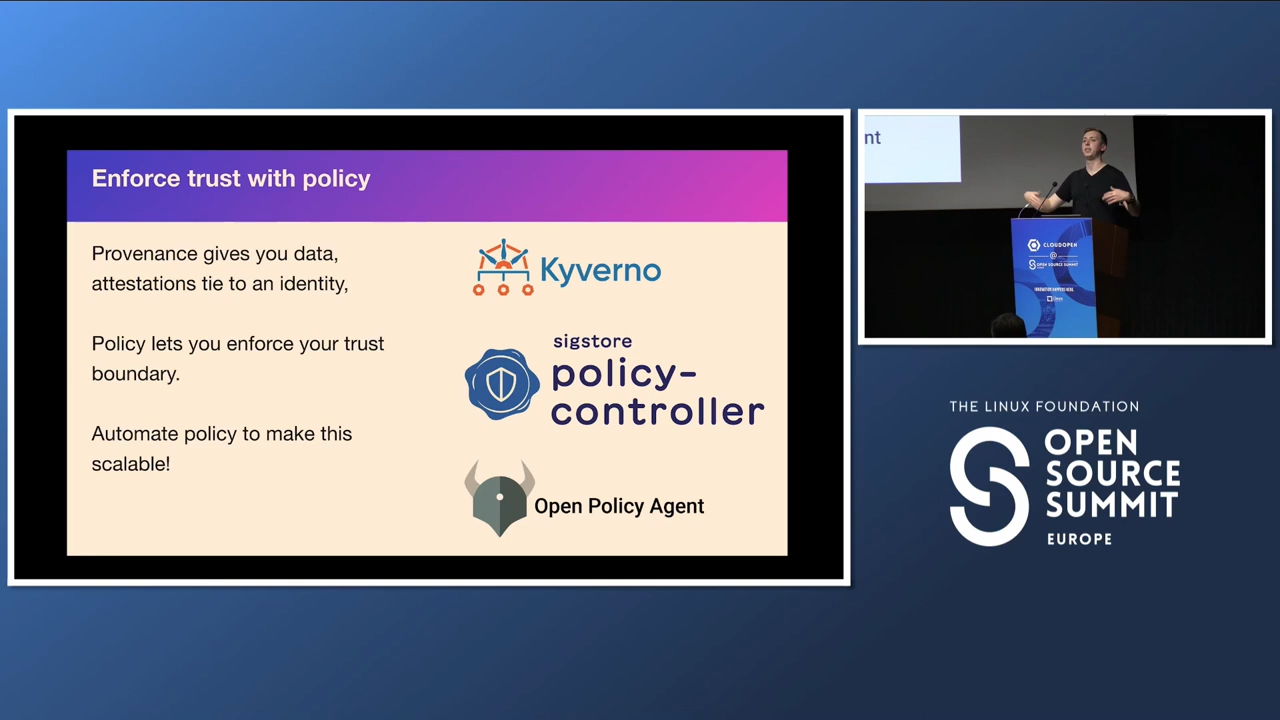 Enforce trust with policy
Provenance gives you data,
attestations tie to an identity,
Policy lets you enforce your trust
boundary.
Automate policy to make this
scalable!
Kyverno
sigstore
policy-
controller
Open Policy Agent
nt
CLOUDOPEN
@
OPEN SOURCE SUMMIT
THE LINUX FOUNDATION
OPEN
SOURCE
SUMMIT
EUROPE